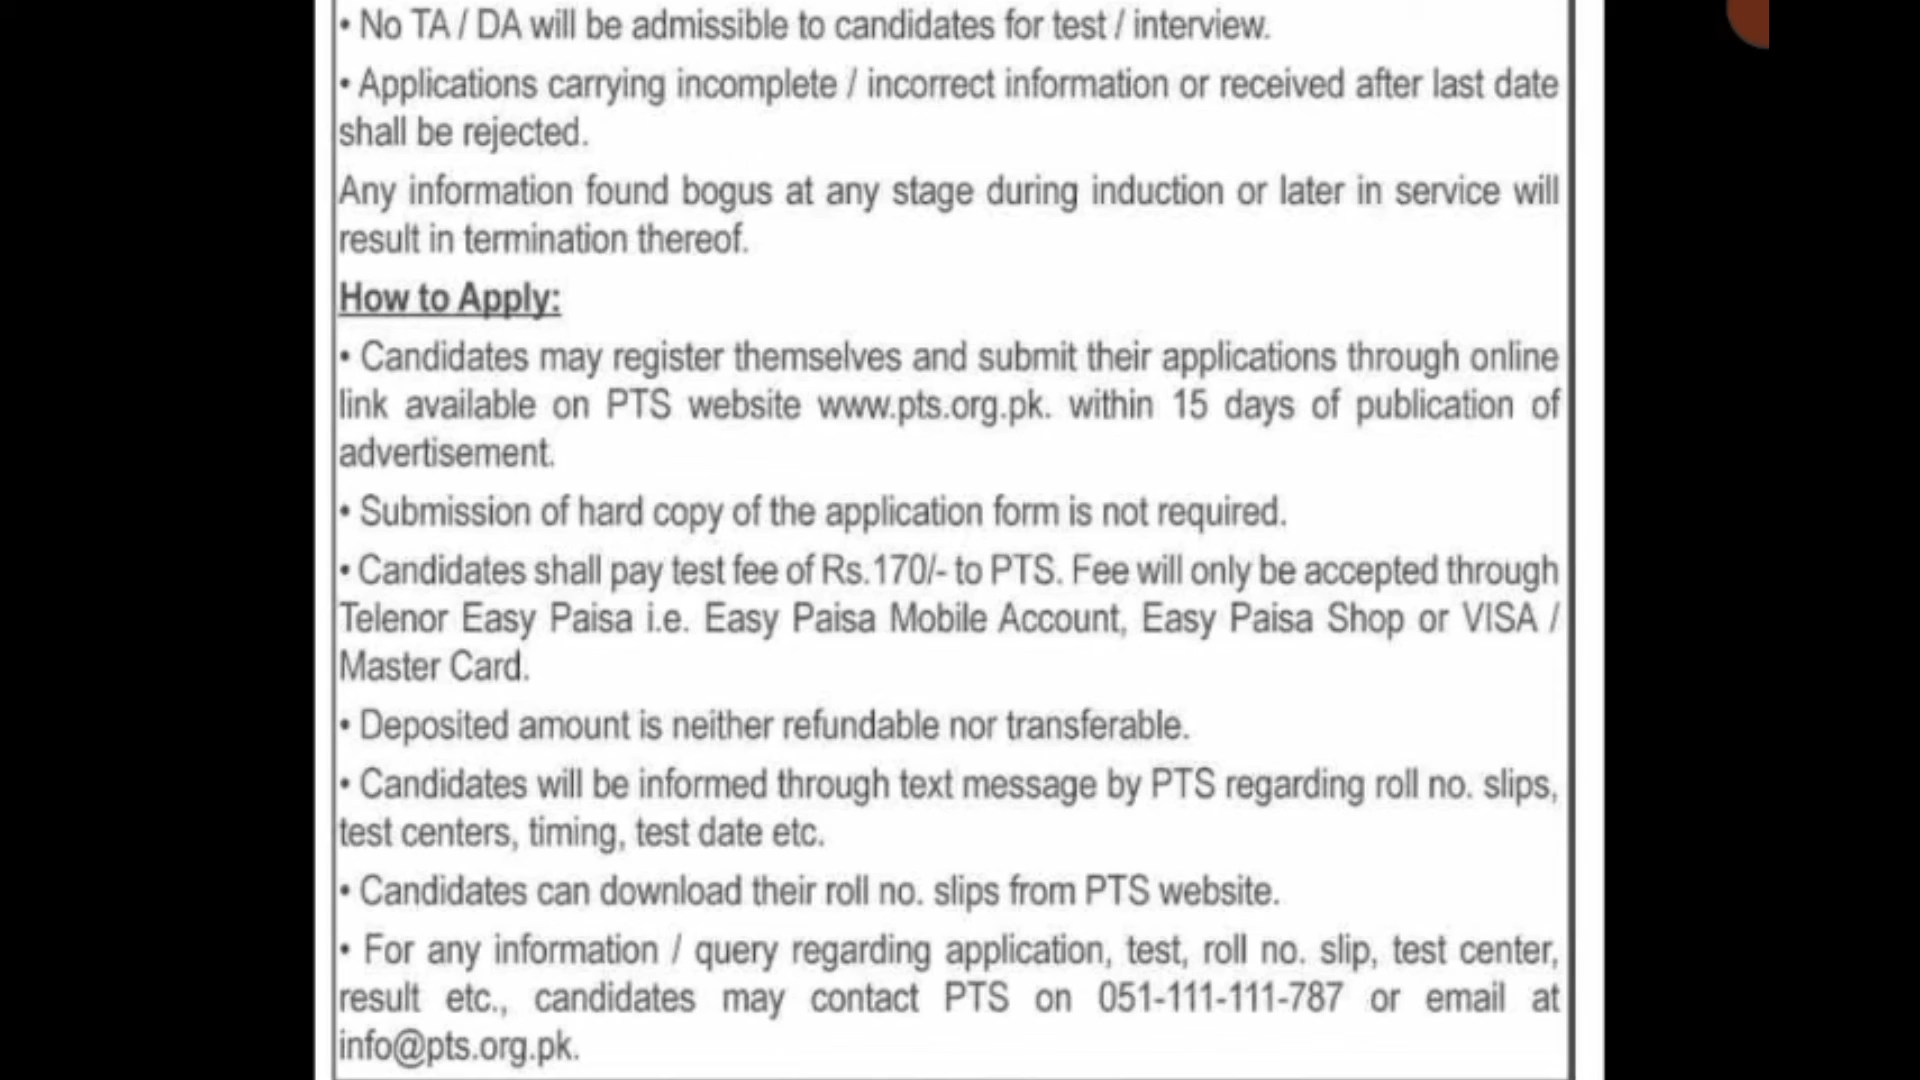 • No TA / DA will be admissible to candidates for test / interview.
• Applications carrying incomplete / incorrect information or received after last date
shall be rejected.
Any information found bogus at any stage during induction or later in service will
result in termination thereof.
How to Apply:
• Candidates may register themselves and submit their applications through online
link available on PTS website www.pts.org.pk. within 15 days of publication of
advertisement.
• Submission of hard copy of the application form is not required.
• Candidates shall pay test fee of Rs.170/- to PTS. Fee will only be accepted through
Telenor Easy Paisa i.e. Easy Paisa Mobile Account, Easy Paisa Shop or VISA /
Master Card.
• Deposited amount is neither refundable nor transferable.
• Candidates will be informed through text message by PTS regarding roll no. slips,
test centers, timing, test date etc.
• Candidates can download their roll no. slips from PTS website.
• For any information / query regarding application, test, roll no. slip, test center,
result etc., candidates may contact PTS on 051-111-111-787 or email at
info@pts.org.pk.